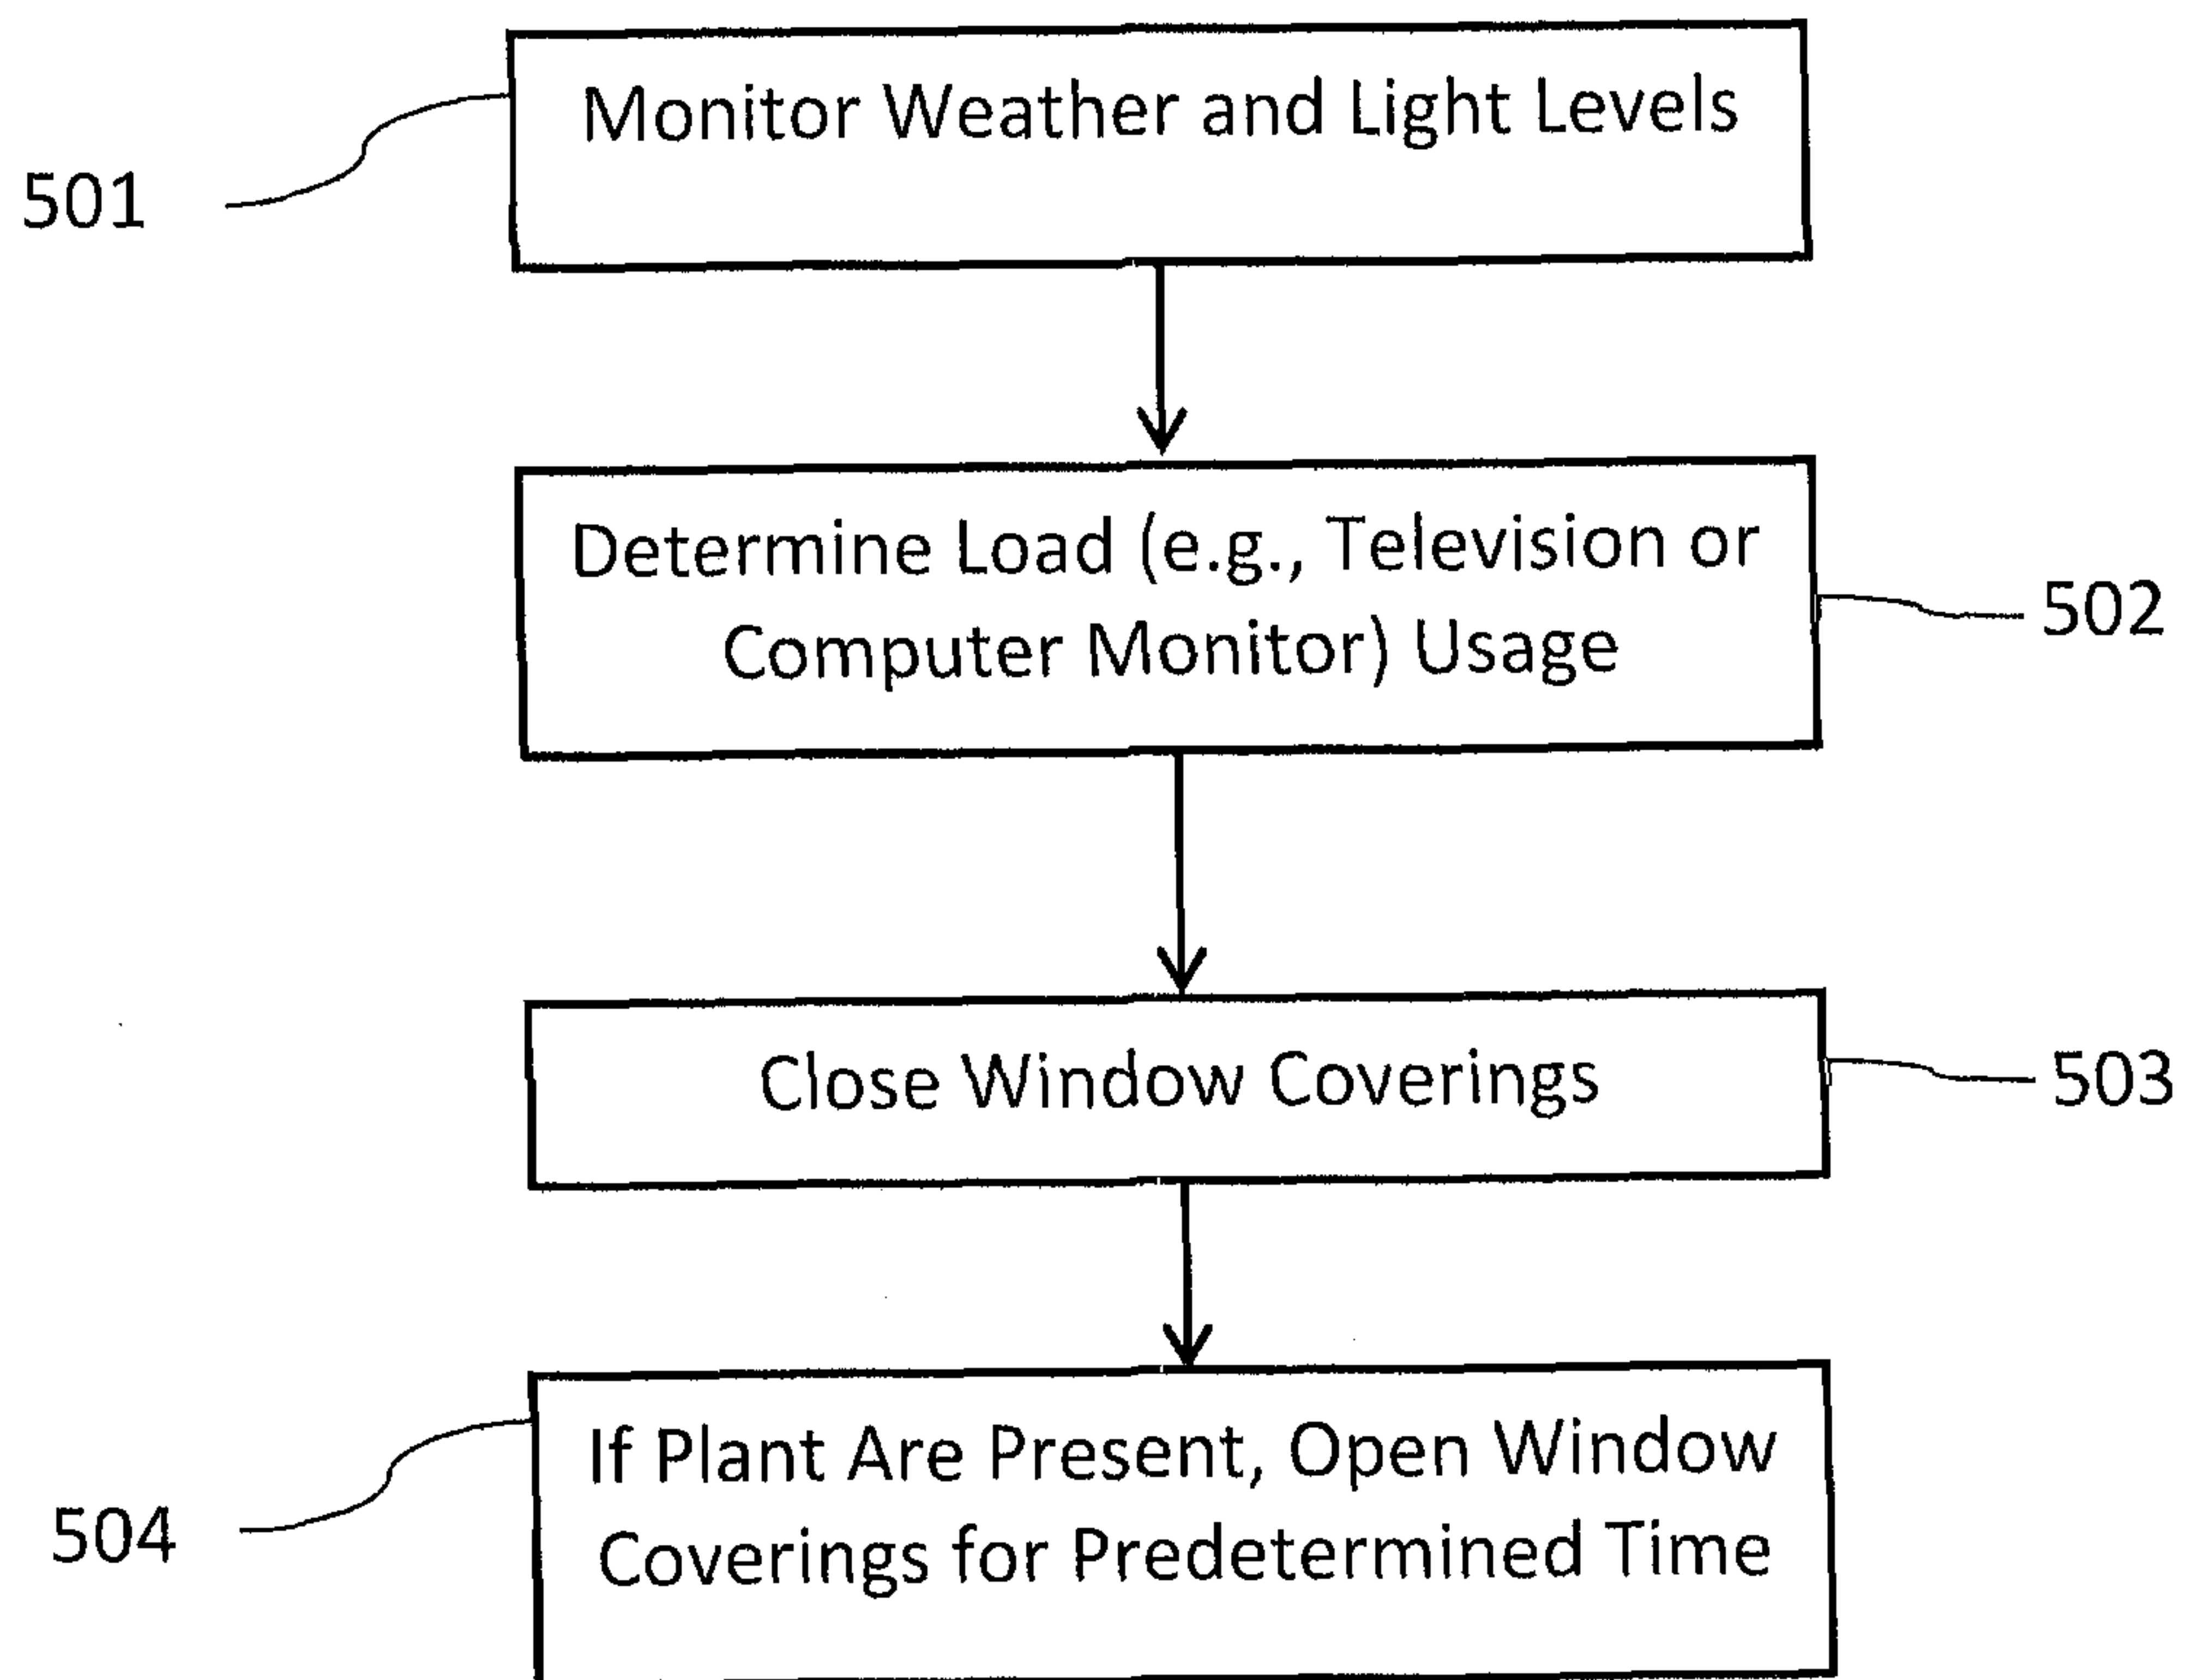 Monitor Weather and Light Levels
501
Determine Load (e.g., Television or
Computer Monitor) Usage
502
Close Window Coverings
503
If Plant Are Present, Open Window
Coverings for Predetermined Time
504